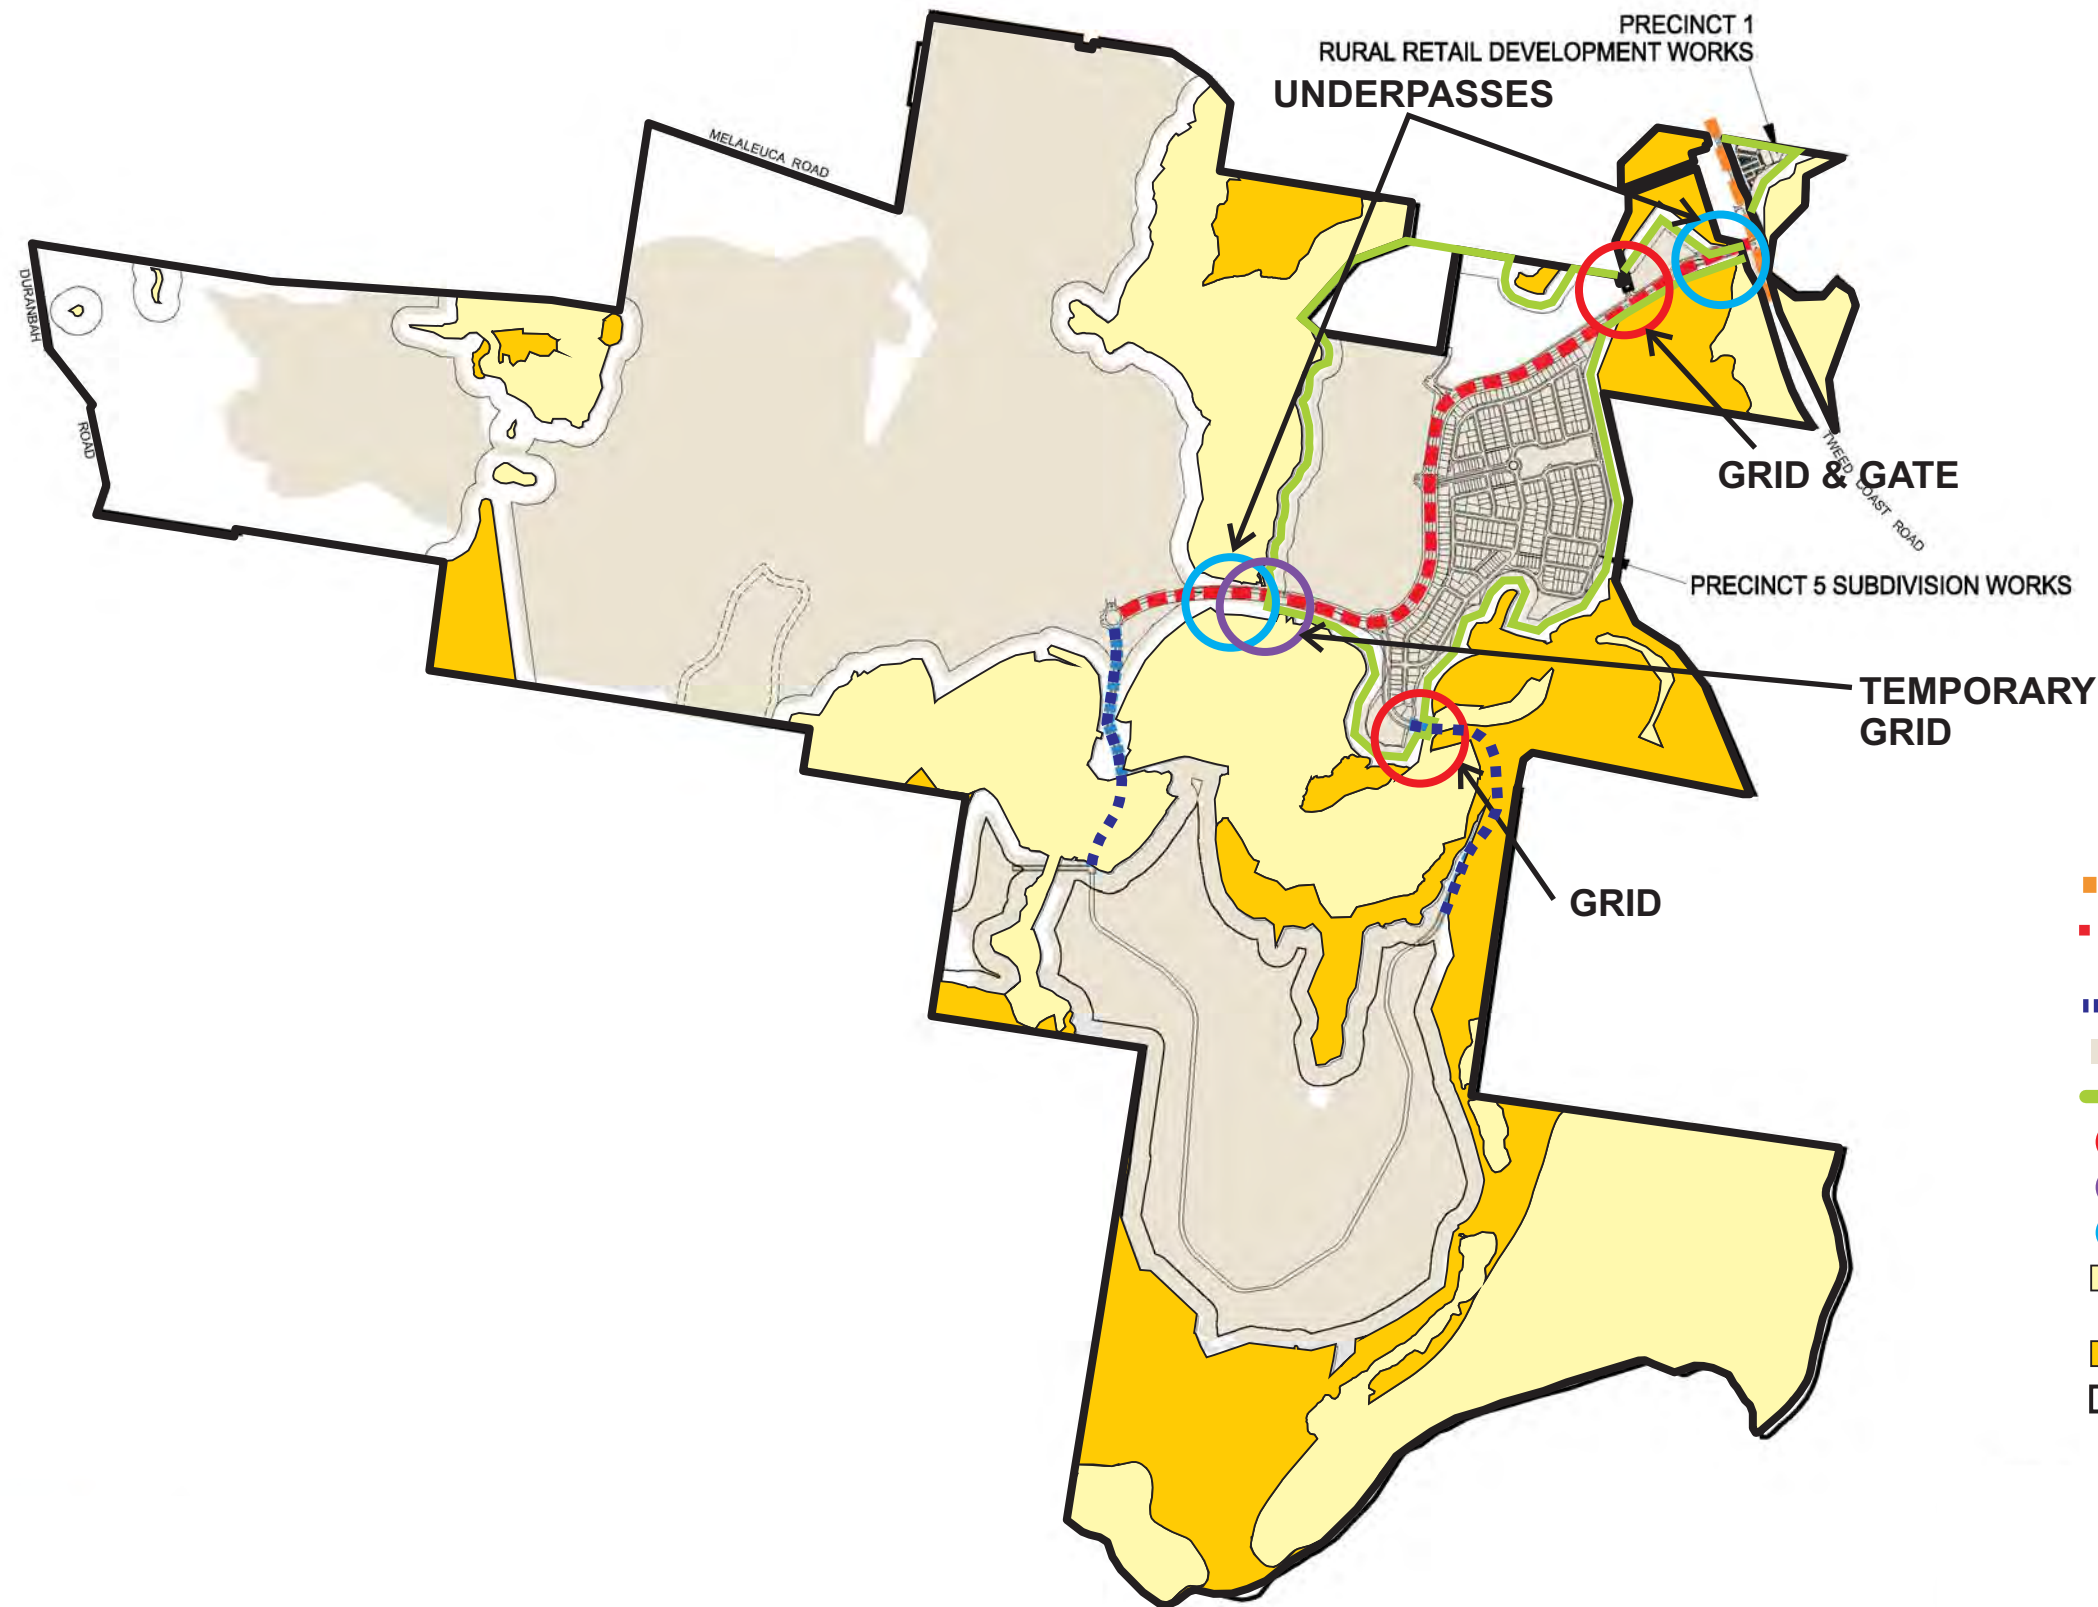 PRECINCT 1
RURAL RETAIL DEVELOPMENT WORKS
UNDERPASSES
MELALEUCA ROAD
DURANBAH
ROAD
GRID & GATE
TWEED COAST ROAD
PRECINCT 5 SUBDIVISION WORKS
TEMPORARY
GRID
GRID